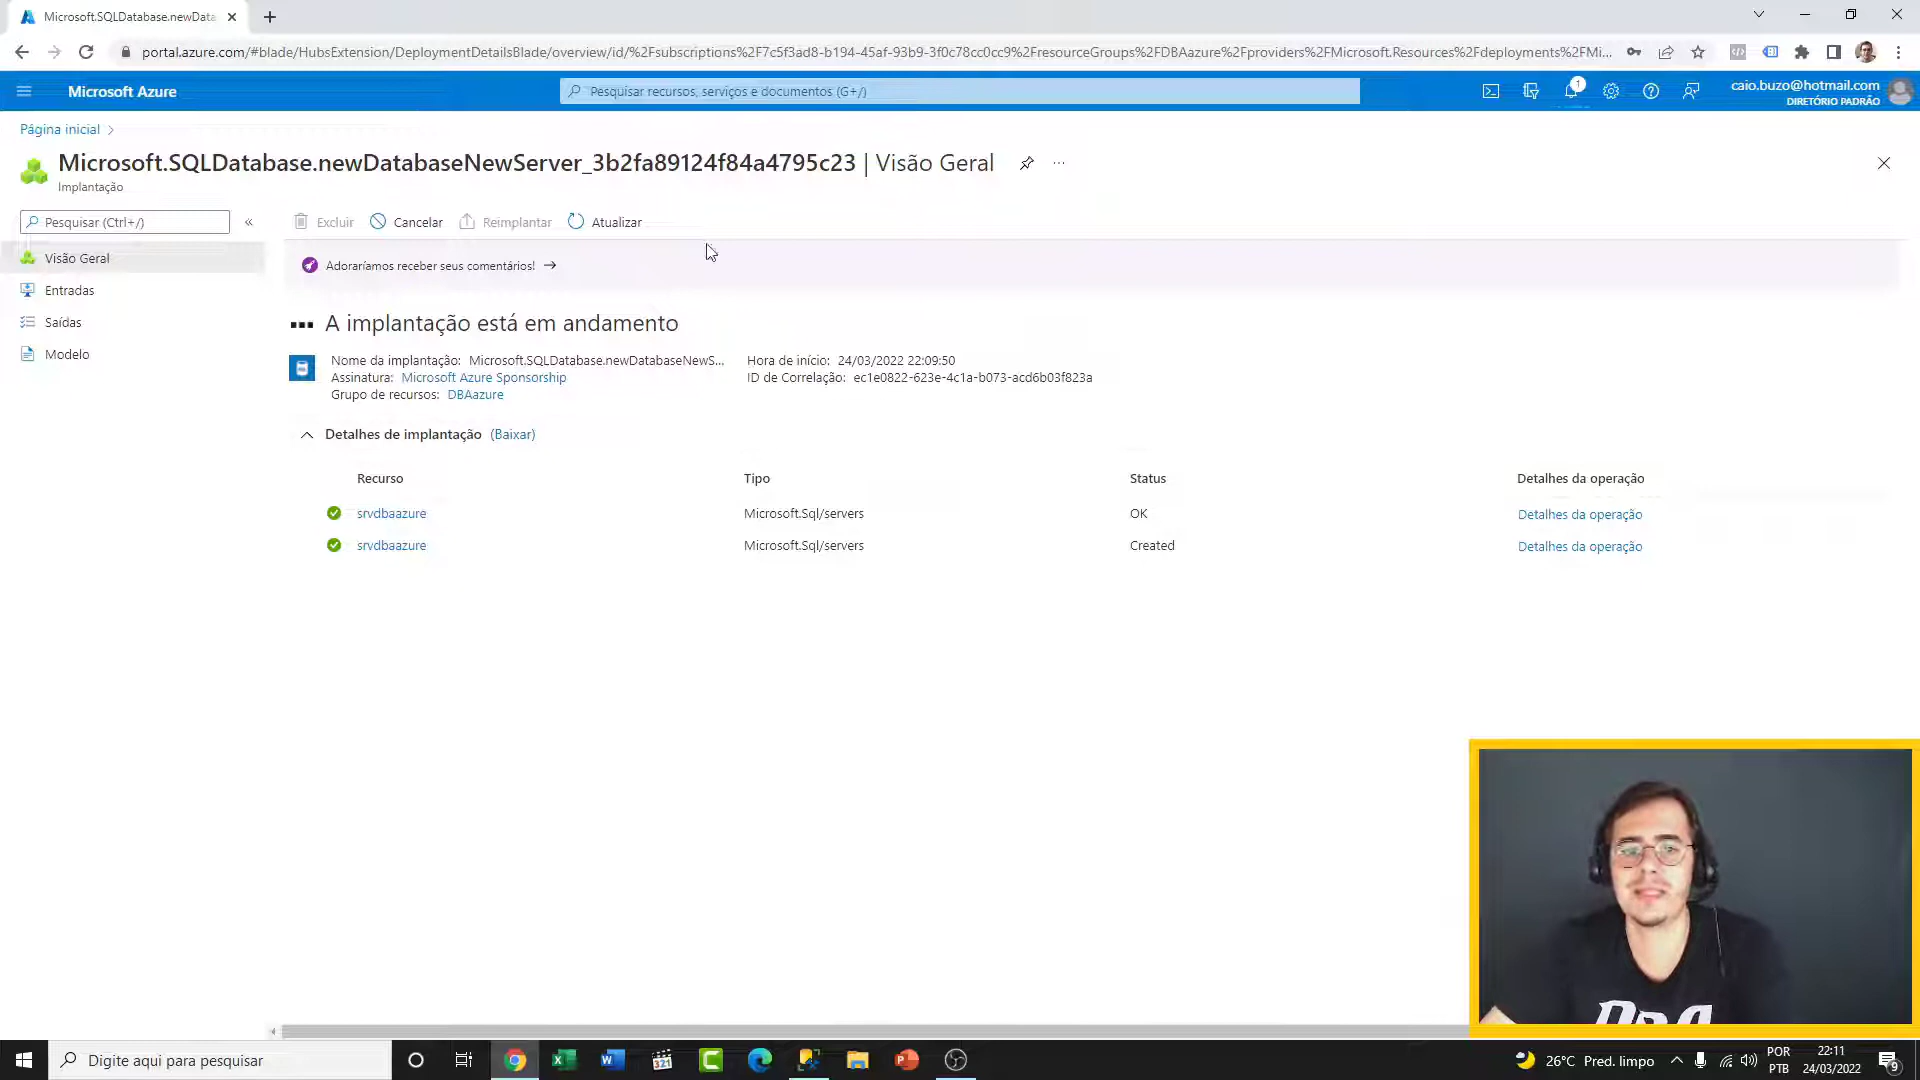 Microsoft.SQLDatabase.newData
portal.azure.com/#blade/HubsExtension/DeploymentDetailsBlade/overview/id/%2Fsubscriptions%2F7c5f3ad8-b194-45af-93b9-3f0c78cc0cc9%2FresourceGroups%2FDBAazure%2Fproviders%2FMicrosoft.Resources%2Fdeployments%2FMi...
Microsoft Azure
Pesquisar recursos, serviços e documentos (G+/)
1
caio.buzo@hotmail.com
DIRETÓRIO PADRÃO
Página inicial
Microsoft.SQLDatabase.newDatabaseNewServer_3b2fa89124f84a4795c23 | Visão Geral
Implantação
Pesquisar (Ctrl+/)
Excluir
Cancelar
Reimplantar
Atualizar
Visão Geral
Entradas
Saídas
Modelo
Adoraríamos receber seus comentários!
A implantação está em andamento
Nome da implantação: Microsoft.SQLDatabase.newDatabaseNewS...
Assinatura: Microsoft Azure Sponsorship
Grupo de recursos: DBAazure
Hora de início: 24/03/2022 22:09:50
ID de Correlação: ec1e0822-623e-4c1a-b073-acd6b03f823a
Detalhes de implantação (Baixar)
Recurso Tipo Status Detalhes da operação
srvdbaazure Microsoft.Sql/servers OK Detalhes da operação
srvdbaazure Microsoft.Sql/servers Created Detalhes da operação
Digite aqui para pesquisar
321
26°C Pred. limpo
POR
PTB
22:11
24/03/2022
9